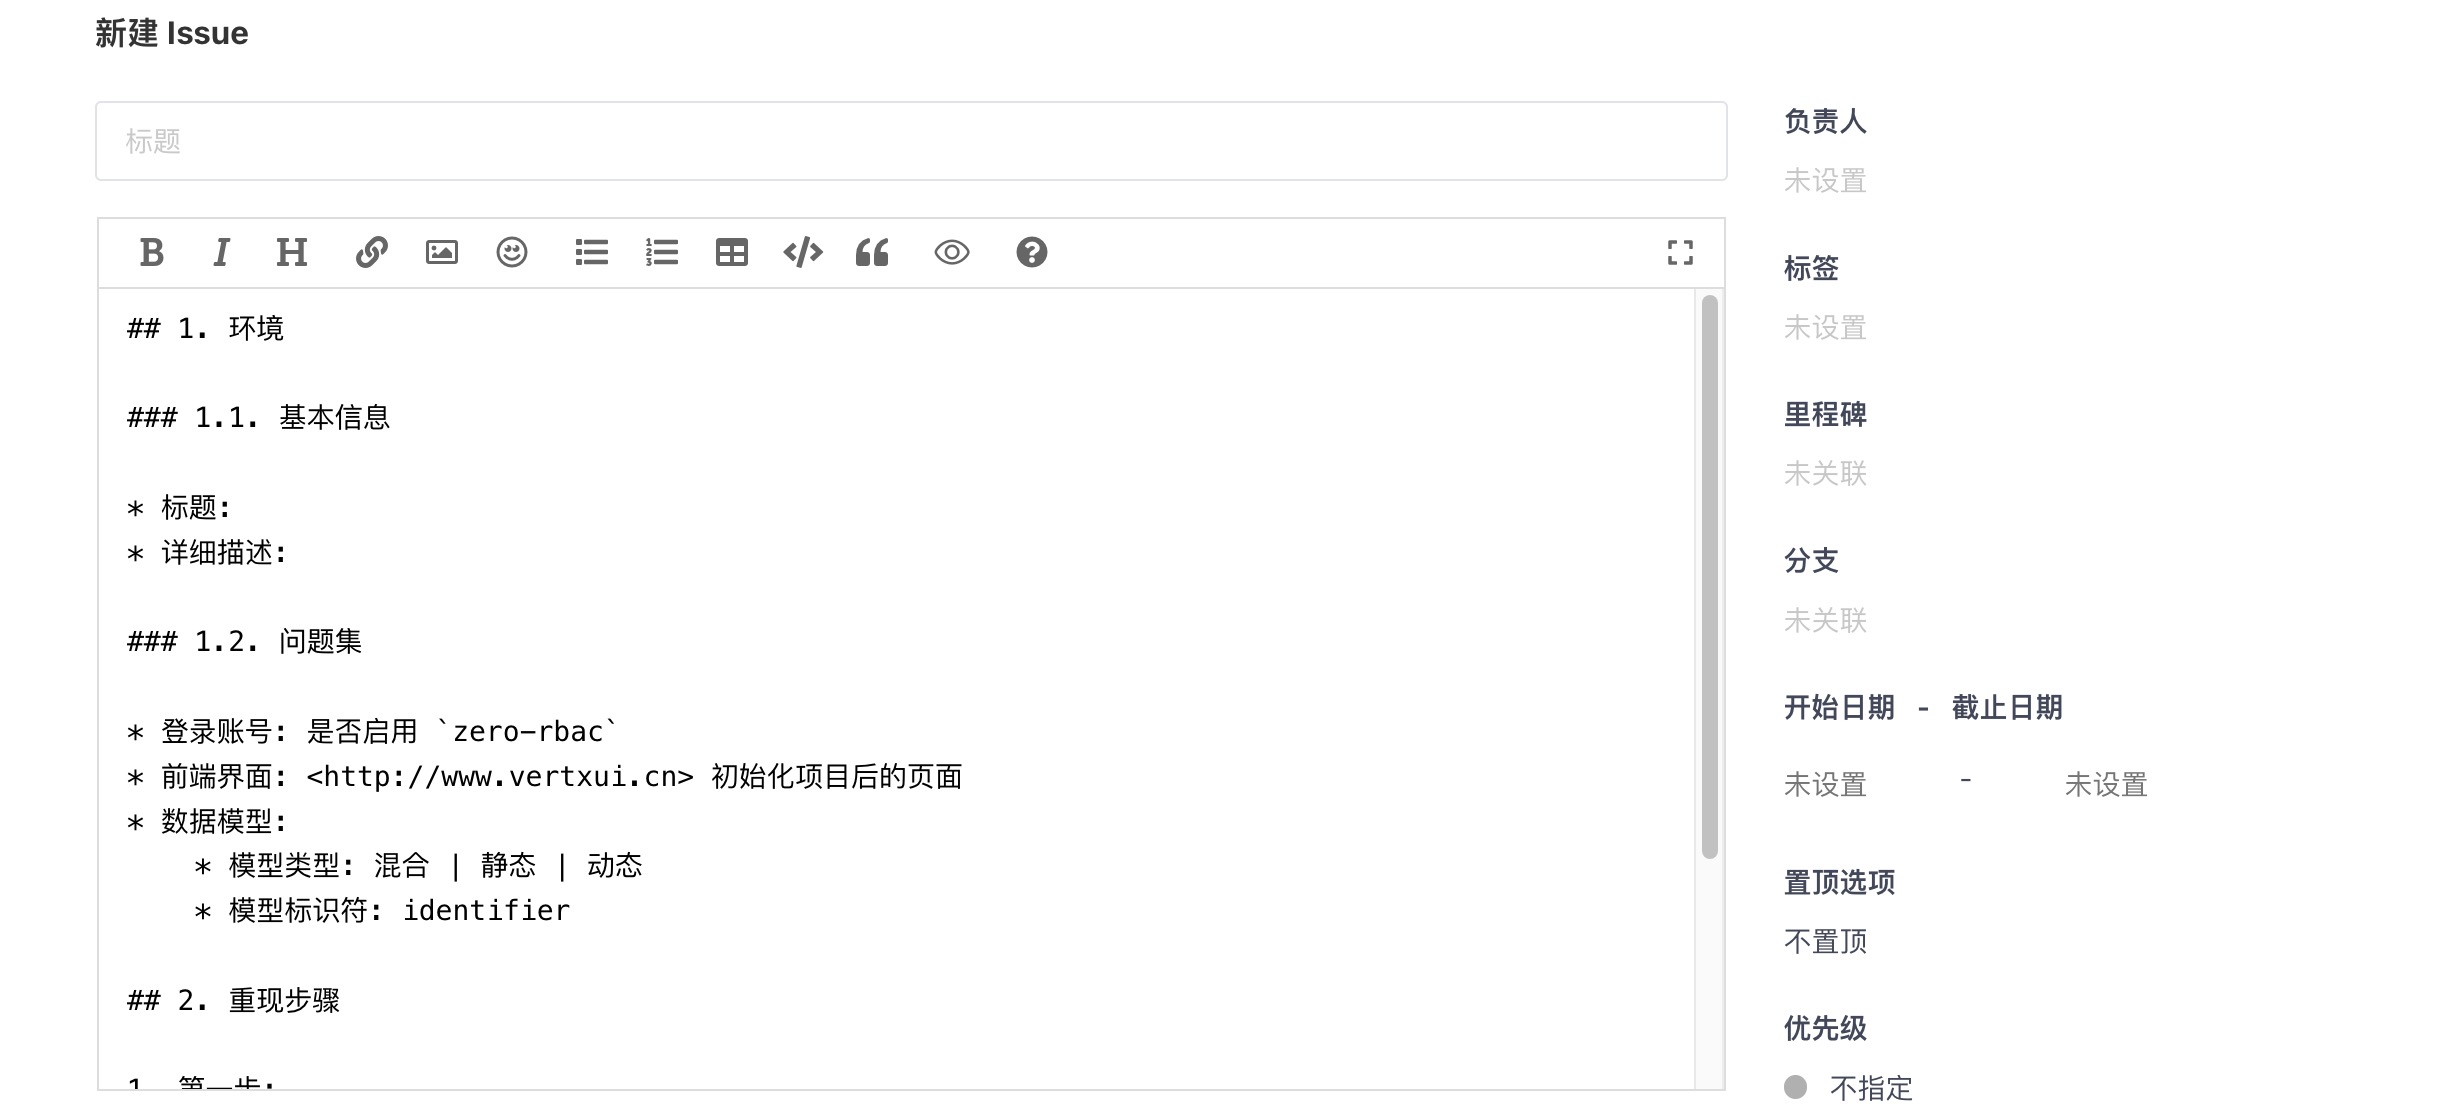 新建 Issue
标题
## 1. 环境
### 1.1. 基本信息
* 标题:
* 详细描述:
### 1.2. 问题集
* 登录账号: 是否启用 `zero-rbac`
* 前端界面: <http://www.vertxui.cn> 初始化项目后的页面
* 数据模型:
    * 模型类型: 混合 | 静态 | 动态
    * 模型标识符: identifier
## 2. 重现步骤
1. 第一步:
负责人
未设置
标签
未设置
里程碑
未关联
分支
未关联
开始日期 - 截止日期
未设置 - 未设置
置顶选项
不置顶
优先级
不指定